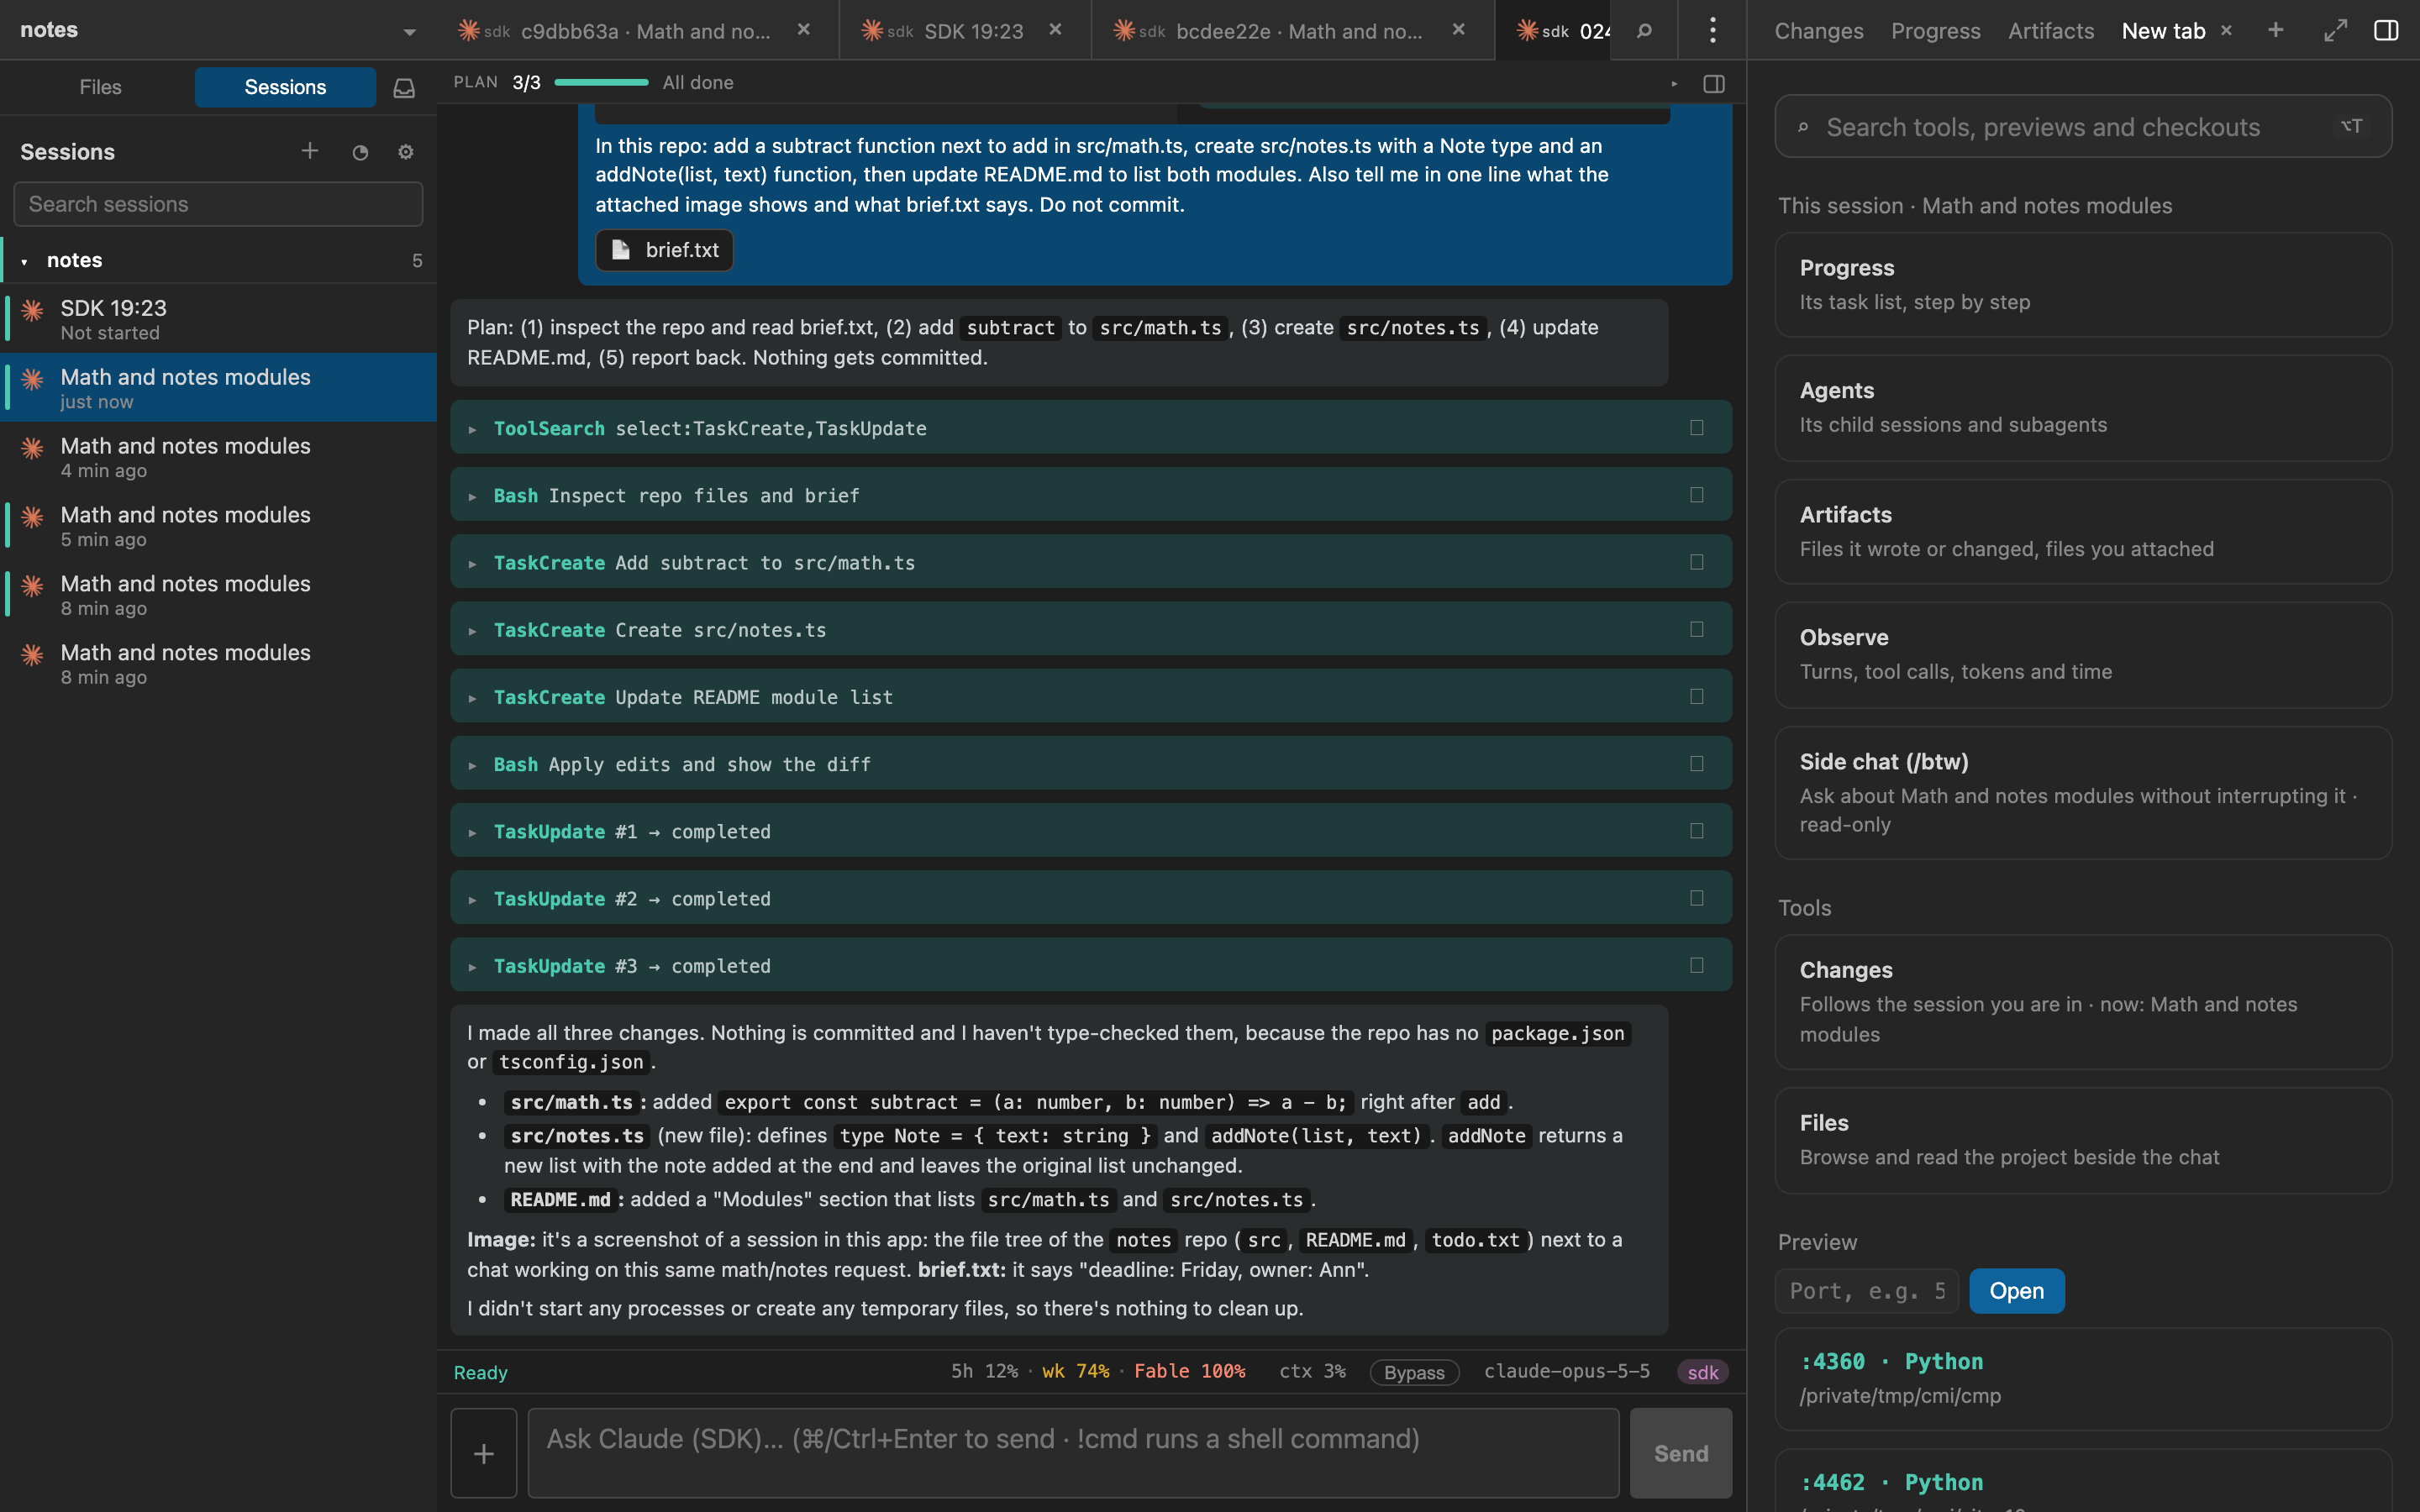 notes
Files
Sessions
Sessions
Search sessions
notes
5
SDK 19:23
Not started
Math and notes modules
just now
Math and notes modules
4 min ago
Math and notes modules
5 min ago
Math and notes modules
8 min ago
Math and notes modules
8 min ago
sdk c9dbb63a · Math and no...
sdk SDK 19:23
sdk bcdee22e · Math and no...
sdk 024
PLAN 3/3 All done
In this repo: add a subtract function next to add in src/math.ts, create src/notes.ts with a Note type and an
addNote(list, text) function, then update README.md to list both modules. Also tell me in one line what the
attached image shows and what brief.txt says. Do not commit.
brief.txt
Plan: (1) inspect the repo and read brief.txt, (2) add subtract to src/math.ts, (3) create src/notes.ts, (4) update
README.md, (5) report back. Nothing gets committed.
ToolSearch select:TaskCreate,TaskUpdate
Bash Inspect repo files and brief
TaskCreate Add subtract to src/math.ts
TaskCreate Create src/notes.ts
TaskCreate Update README module list
Bash Apply edits and show the diff
TaskUpdate #1 → completed
TaskUpdate #2 → completed
TaskUpdate #3 → completed
I made all three changes. Nothing is committed and I haven't type-checked them, because the repo has no package.json
or tsconfig.json.
• src/math.ts: added export const subtract = (a: number, b: number) => a - b; right after add.
• src/notes.ts (new file): defines type Note = { text: string } and addNote(list, text). addNote returns a
new list with the note added at the end and leaves the original list unchanged.
• README.md: added a "Modules" section that lists src/math.ts and src/notes.ts.
Image: it's a screenshot of a session in this app: the file tree of the notes repo (src, README.md, todo.txt) next to a
chat working on this same math/notes request. brief.txt: it says "deadline: Friday, owner: Ann".
I didn't start any processes or create any temporary files, so there's nothing to clean up.
Ready
5h 12% · wk 74% · Fable 100% ctx 3% Bypass claude-opus-5-5 sdk
Ask Claude (SDK)... (⌘/Ctrl+Enter to send · !cmd runs a shell command)
Send
Changes Progress Artifacts New tab
Search tools, previews and checkouts ⌥T
This session · Math and notes modules
Progress
Its task list, step by step
Agents
Its child sessions and subagents
Artifacts
Files it wrote or changed, files you attached
Observe
Turns, tool calls, tokens and time
Side chat (/btw)
Ask about Math and notes modules without interrupting it ·
read-only
Tools
Changes
Follows the session you are in · now: Math and notes
modules
Files
Browse and read the project beside the chat
Preview
Port, e.g. 5
Open
:4360 · Python
/private/tmp/cmi/cmp
:4462 · Python